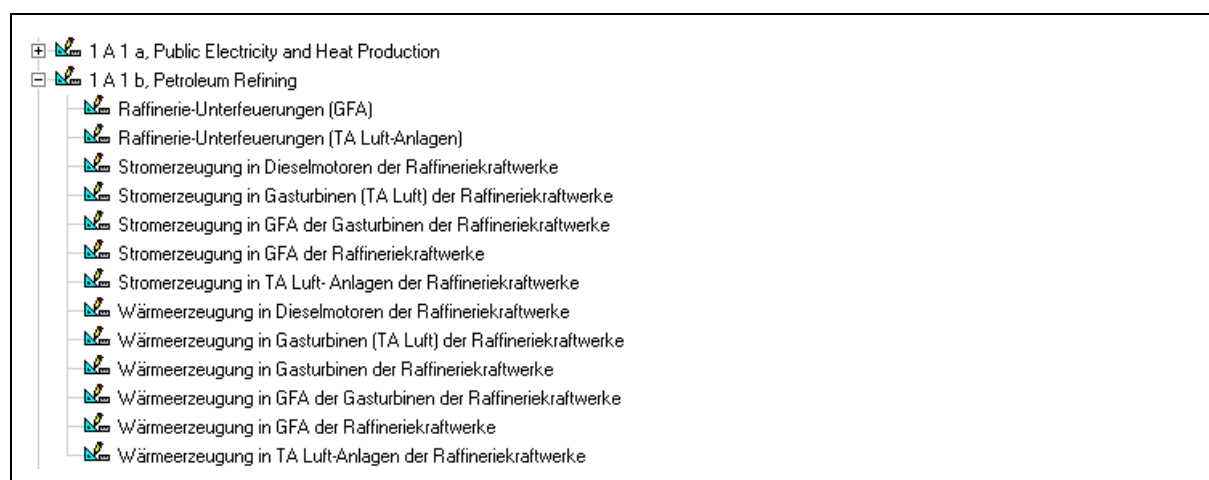 1 A 1 a, Public Electricity and Heat Production
1 A 1 b, Petroleum Refining
Raffinerie-Unterfeuerungen (GFA)
Raffinerie-Unterfeuerungen (TA Luft-Anlagen)
Stromerzeugung in Dieselmotoren der Raffineriekraftwerke
Stromerzeugung in Gasturbinen (TA Luft) der Raffineriekraftwerke
Stromerzeugung in GFA der Gasturbinen der Raffineriekraftwerke
Stromerzeugung in GFA der Raffineriekraftwerke
Stromerzeugung in TA Luft- Anlagen der Raffineriekraftwerke
Wärmeerzeugung in Dieselmotoren der Raffineriekraftwerke
Wärmeerzeugung in Gasturbinen (TA Luft) der Raffineriekraftwerke
Wärmeerzeugung in Gasturbinen der Raffineriekraftwerke
Wärmeerzeugung in GFA der Gasturbinen der Raffineriekraftwerke
Wärmeerzeugung in GFA der Raffineriekraftwerke
Wärmeerzeugung in TA Luft-Anlagen der Raffineriekraftwerke